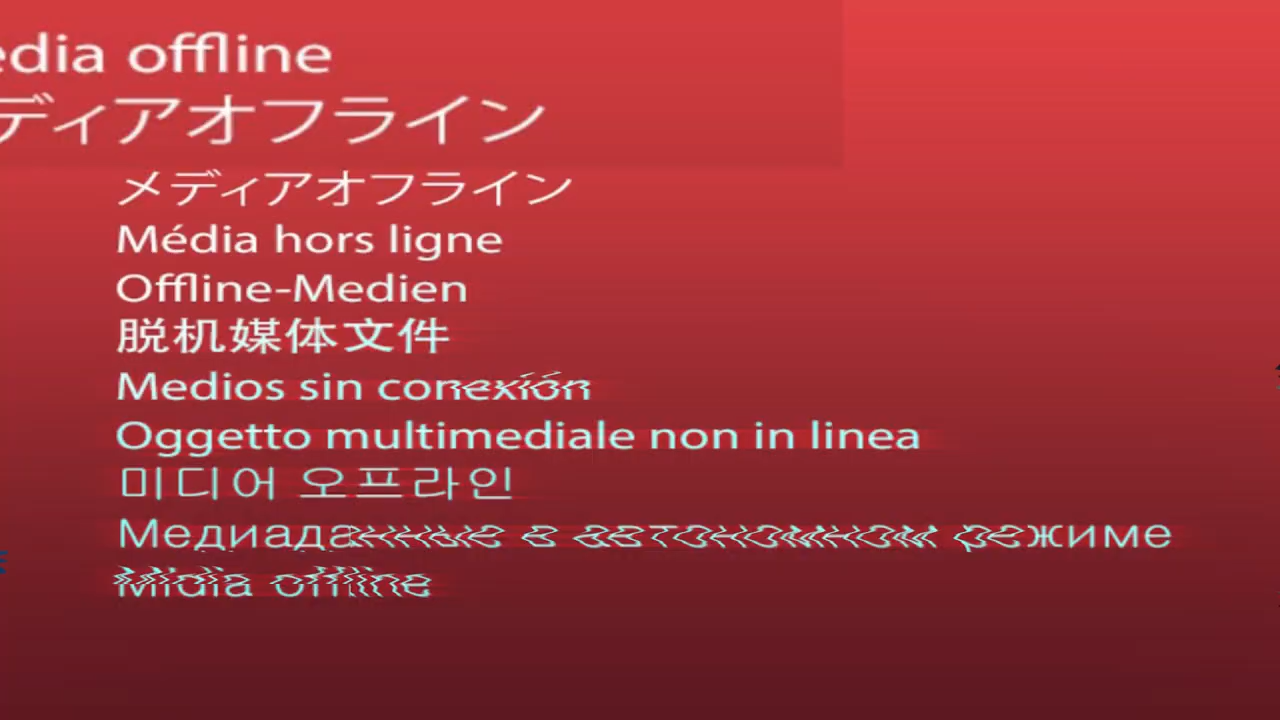 edia offline
ディアオフライン
メディアオフライン
Média hors ligne
Offline-Medien
脱机媒体文件
Medios sin conexión
Oggetto multimediale non in linea
미디어 오프라인
Медиаданные в автономном режиме
Mídia offline